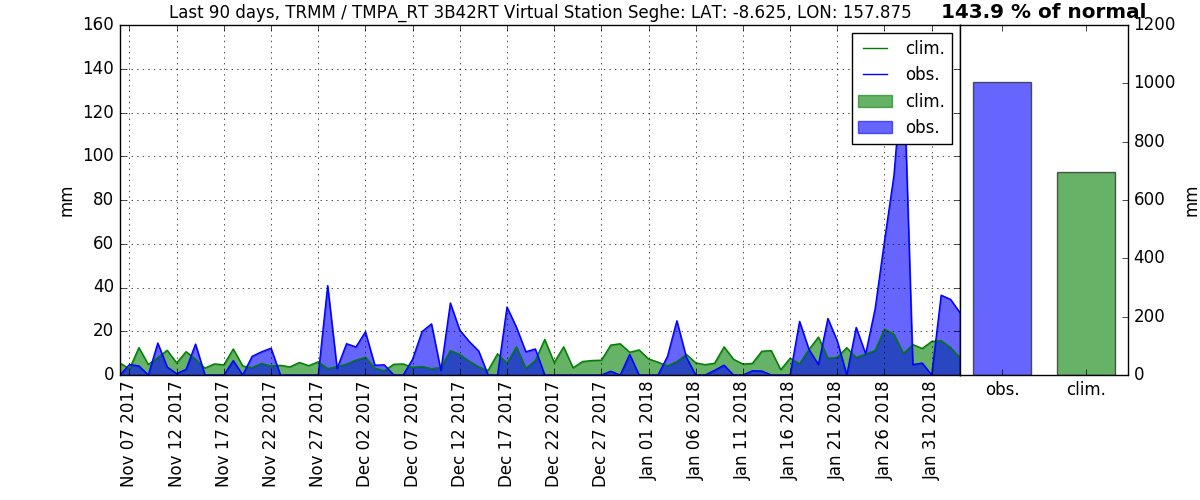 Last 90 days, TRMM / TMPA_RT 3B42RT Virtual Station Seghe: LAT: -8.625, LON: 157.875
143.9 % of normal
160
140
120
100
80
60
40
20
0
mm
clim.
obs.
clim.
obs.
Nov 07 2017
Nov 12 2017
Nov 17 2017
Nov 22 2017
Nov 27 2017
Dec 02 2017
Dec 07 2017
Dec 12 2017
Dec 17 2017
Dec 22 2017
Dec 27 2017
Jan 01 2018
Jan 06 2018
Jan 11 2018
Jan 16 2018
Jan 21 2018
Jan 26 2018
Jan 31 2018
1200
1000
800
600
400
200
0
mm
obs.
clim.